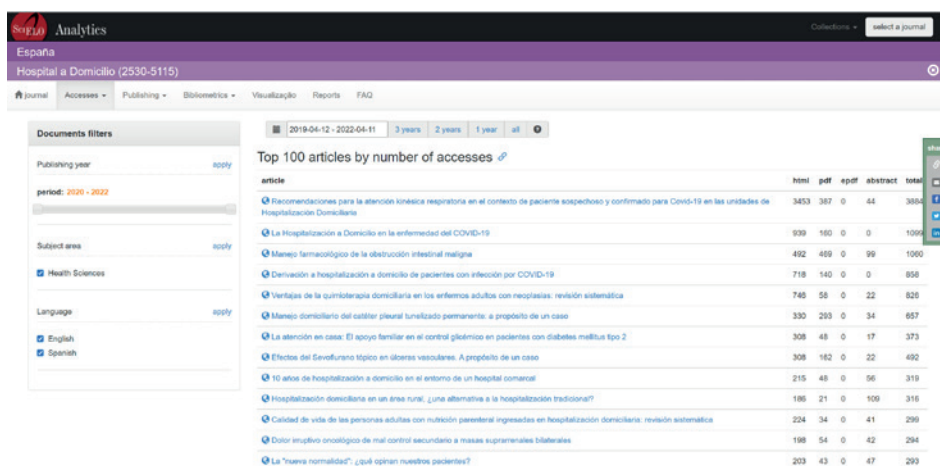 SciELO Analytics
Collections
select a journal
España
Hospital a Domicilio (2530-5115)
journal Accesses Publishing Bibliometrics Visualização Reports FAQ
Documents filters
Publishing year apply
period: 2020 - 2022
Subject area apply
Health Sciences
Language apply
English
Spanish
2019-04-12 - 2022-04-11 3 years 2 years 1 year all
Top 100 articles by number of accesses
article html pdf epdf abstract total
Recomendaciones para la atención kinésica respiratoria en el contexto de paciente sospechoso y confirmado para Covid-19 en las unidades de
Hospitalización Domiciliaria
3453 387 0 44 3884
La Hospitalización a Domicilio en la enfermedad del COVID-19 939 160 0 0 1099
Manejo farmacológico de la obstrucción intestinal maligna 492 469 0 99 1060
Derivación a hospitalización a domicilio de pacientes con infección por COVID-19 718 140 0 0 858
Ventajas de la quimioterapia domiciliaria en los enfermos adultos con neoplasias: revisión sistemática 746 58 0 22 826
Manejo domiciliario del catéter pleural tunelizado permanente: a propósito de un caso 330 293 0 34 657
La atención en casa: El apoyo familiar en el control glicémico en pacientes con diabetes mellitus tipo 2 308 48 0 17 373
Efectos del Sevoflurano tópico en úlceras vasculares. A propósito de un caso 308 162 0 22 492
10 años de hospitalización a domicilio en el entorno de un hospital comarcal 215 48 0 56 319
Hospitalización domiciliaria en un área rural, ¿una alternativa a la hospitalización tradicional? 186 21 0 109 316
Calidad de vida de las personas adultas con nutrición parenteral ingresadas en hospitalización domiciliaria: revisión sistemática 224 34 0 41 299
Dolor irruptivo oncológico de mal control secundario a masas suprarrenales bilaterales 198 54 0 42 294
La "nueva normalidad": ¿qué opinan nuestros pacientes? 203 43 0 47 293